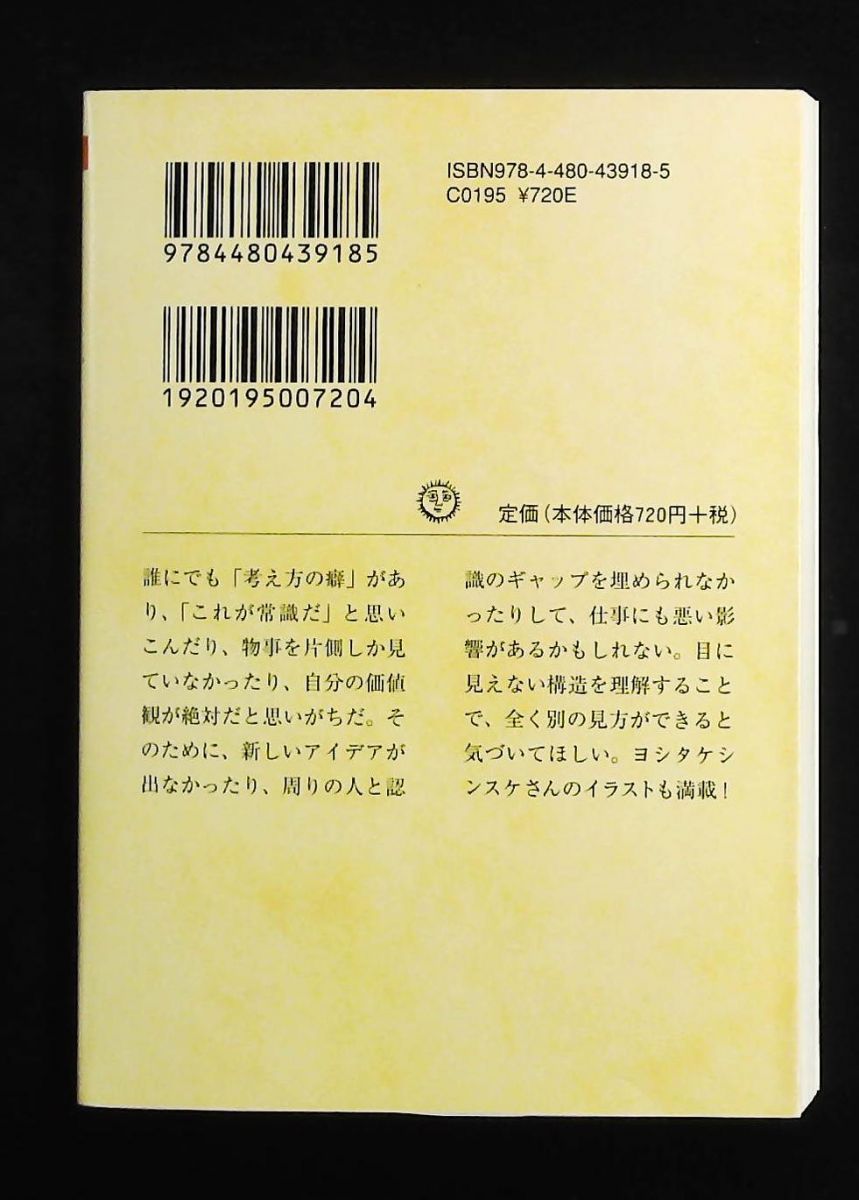 ISBN978-4-480-43918-5
C0195 ¥720E
9784480439185
1920195007204
定価(本体価格720円+税)
誰にでも「考え方の癖」があ
り、「これが常識だ」と思い
こんだり、物事を片側しか見
ていなかったり、自分の価値
観が絶対だと思いがちだ。そ
のために、新しいアイデアが
出なかったり、周りの人と認
識のギャップを埋められなか
ったりして、仕事にも悪い影
響があるかもしれない。目に
見えない構造を理解すること
で、全く別の見方ができると
気づいてほしい。ヨシタケシ
ンスケさんのイラストも満載!